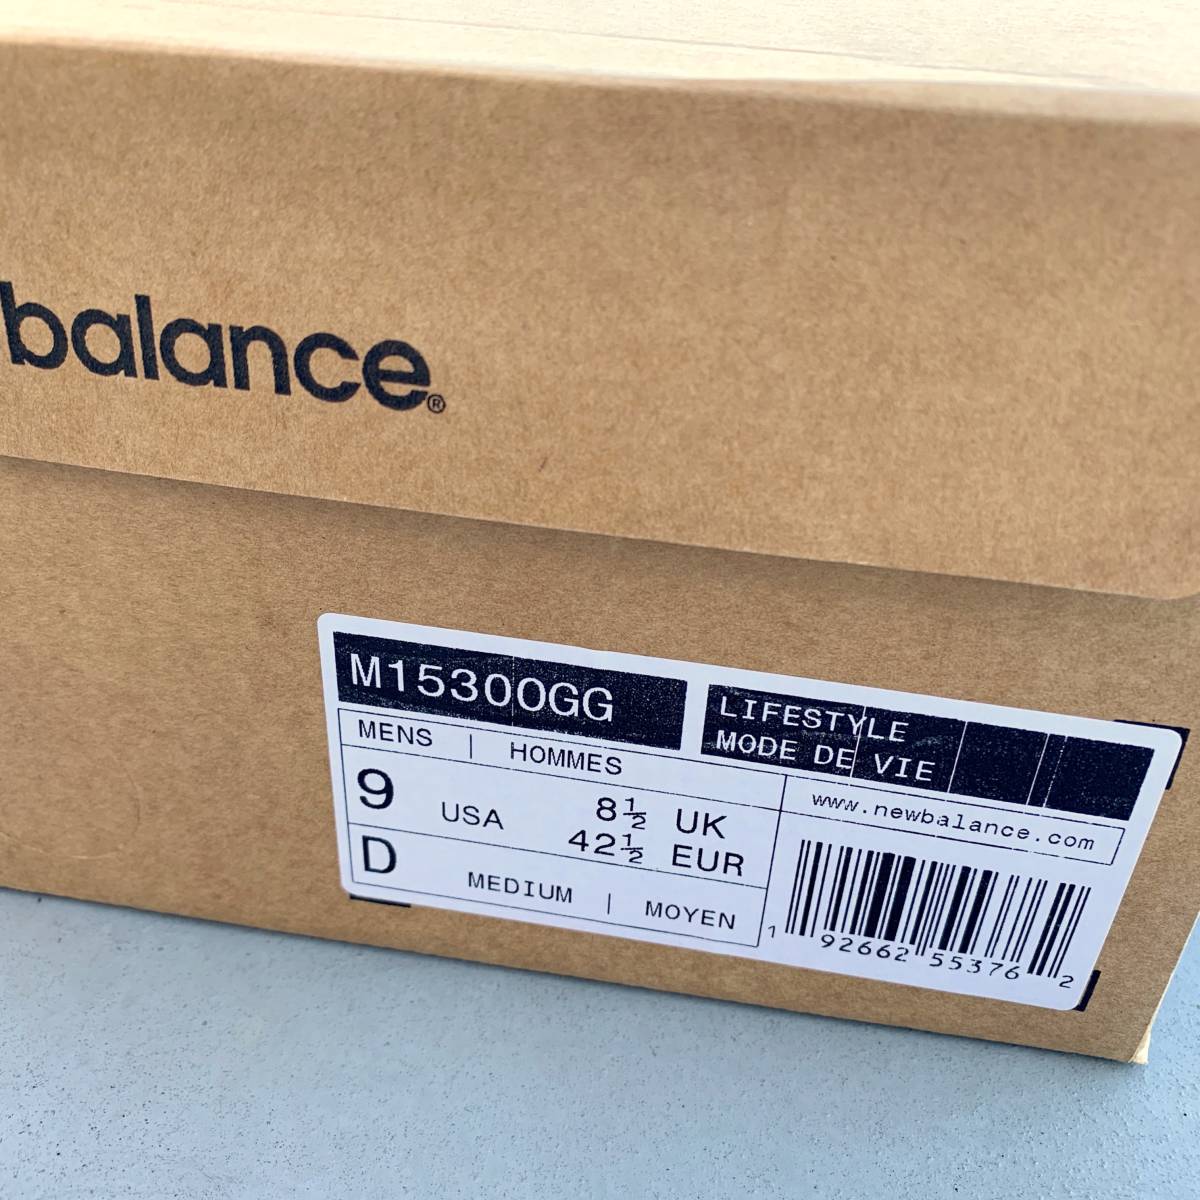 balance®
M15300GG
LIFESTYLE
MODE DE VIE
MENS | HOMMES
9 USA 8½ UK
42½ EUR
D MEDIUM | MOYEN
www.newbalance.com
1 92662 55376 2